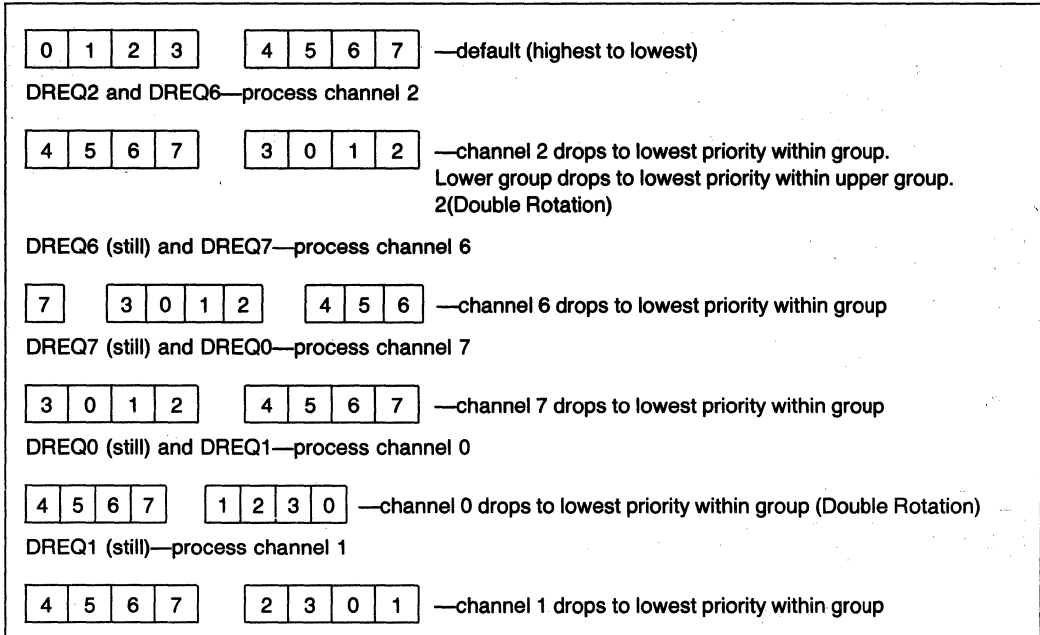 0 1 2 3 4 5 6 7 —default (highest to lowest)
DREQ2 and DREQ6—process channel 2
4 5 6 7 3 0 1 2 —channel 2 drops to lowest priority within group.
Lower group drops to lowest priority within upper group.
2(Double Rotation)
DREQ6 (still) and DREQ7—process channel 6
7 3 0 1 2 4 5 6 —channel 6 drops to lowest priority within group
DREQ7 (still) and DREQ0—process channel 7
3 0 1 2 4 5 6 7 —channel 7 drops to lowest priority within group
DREQ0 (still) and DREQ1—process channel 0
4 5 6 7 1 2 3 0 —channel 0 drops to lowest priority within group (Double Rotation)
DREQ1 (still)—process channel 1
4 5 6 7 2 3 0 1 —channel 1 drops to lowest priority within group